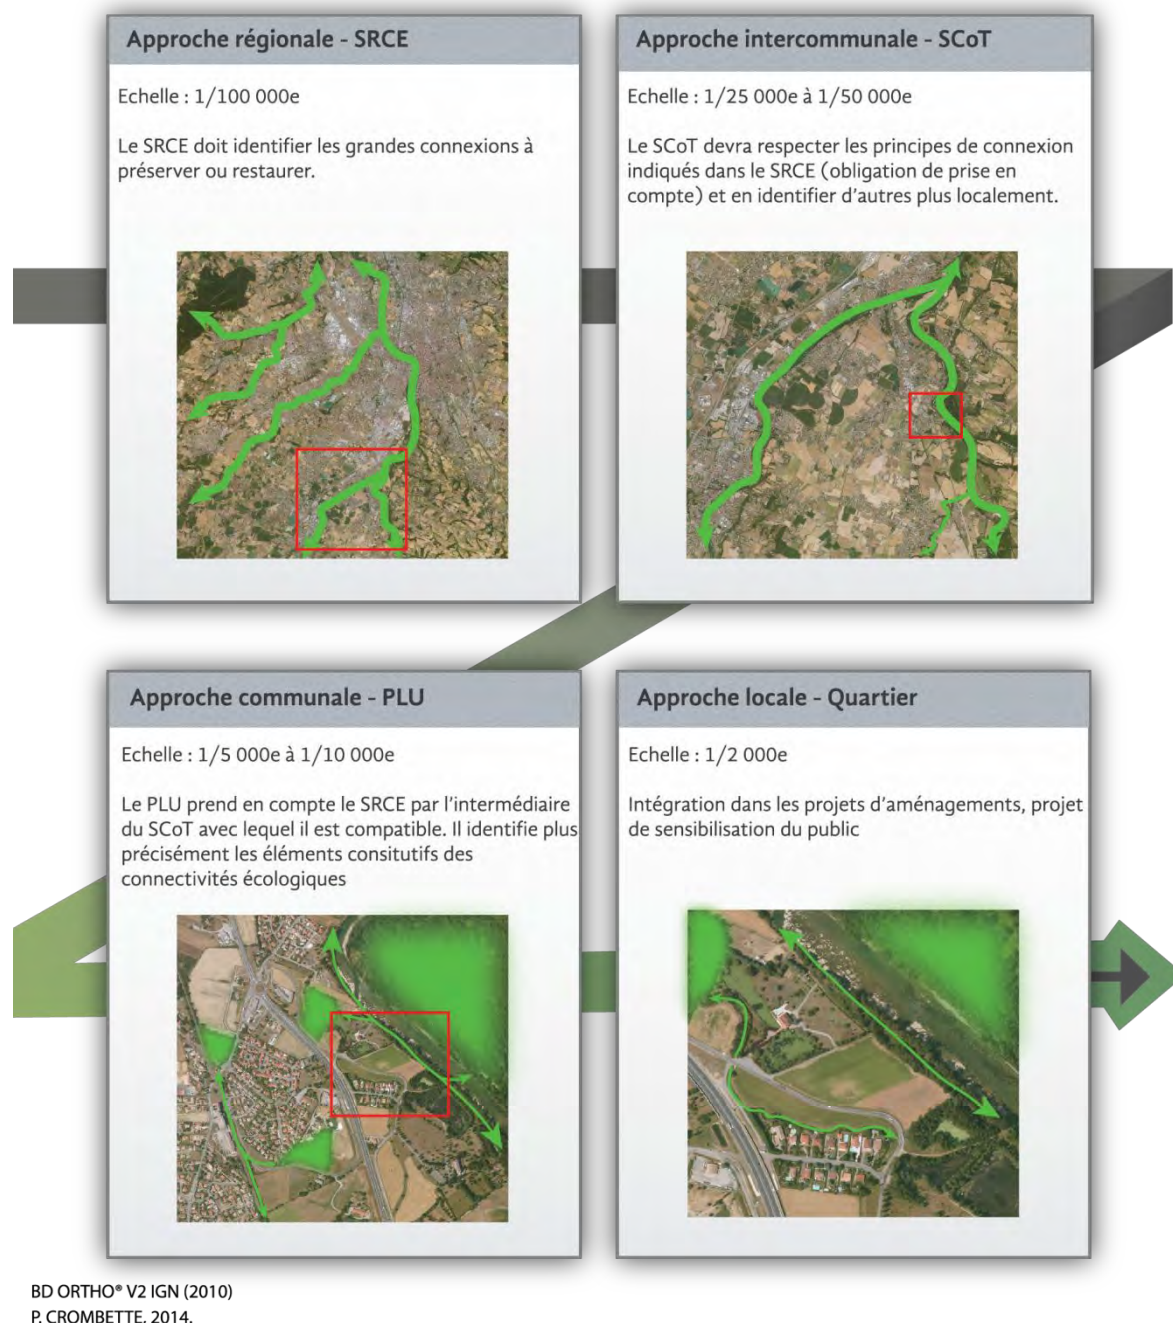 Approche régionale - SRCE
Echelle : 1/100 000e
Le SRCE doit identifier les grandes connexions à
préserver ou restaurer.
Approche intercommunale - SCoT
Echelle : 1/25 000e à 1/50 000e
Le SCoT devra respecter les principes de connexion
indiqués dans le SRCE (obligation de prise en
compte) et en identifier d'autres plus localement.
Approche communale - PLU
Echelle : 1/5 000e à 1/10 000e
Le PLU prend en compte le SRCE par l'intermédiaire
du SCoT avec lequel il est compatible. Il identifie plus
précisément les éléments consitutifs des
connectivités écologiques
Approche locale - Quartier
Echelle : 1/2 000e
Intégration dans les projets d'aménagements, projet
de sensibilisation du public
BD ORTHO® V2 IGN (2010)
P. CROMBETTE, 2014.